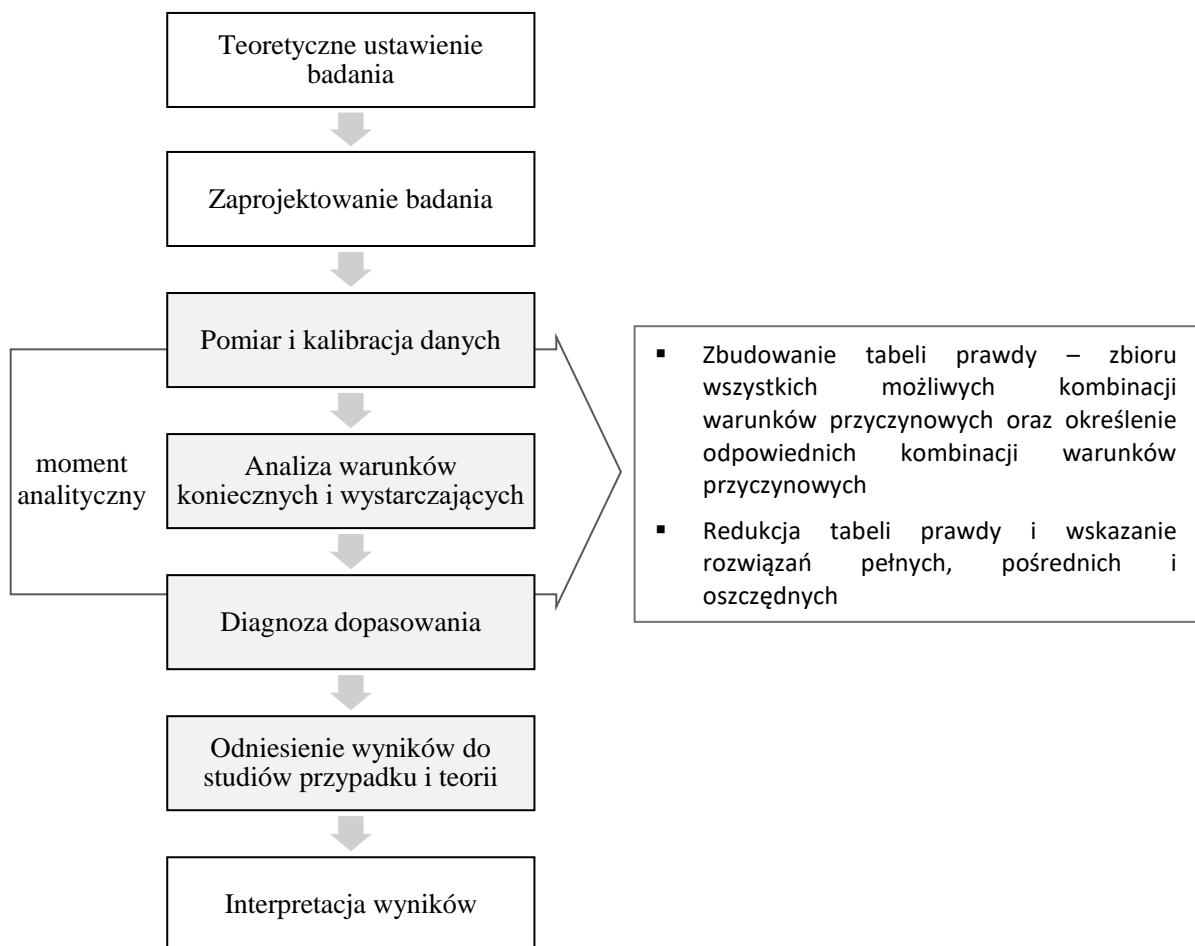 Teoretyczne ustawienie
badania
Zaprojektowanie badania
Pomiar i kalibracja danych
moment
analityczny
Analiza warunków
koniecznych i wystarczających
Diagnoza dopasowania
▪ Zbudowanie tabeli prawdy – zbioru
wszystkich możliwych kombinacji
warunków przyczynowych oraz określenie
odpowiednich kombinacji warunków
przyczynowych
▪ Redukcja tabeli prawdy i wskazanie
rozwiązań pełnych, pośrednich i
oszczędnych
Odniesienie wyników do
studiów przypadku i teorii
Interpretacja wyników